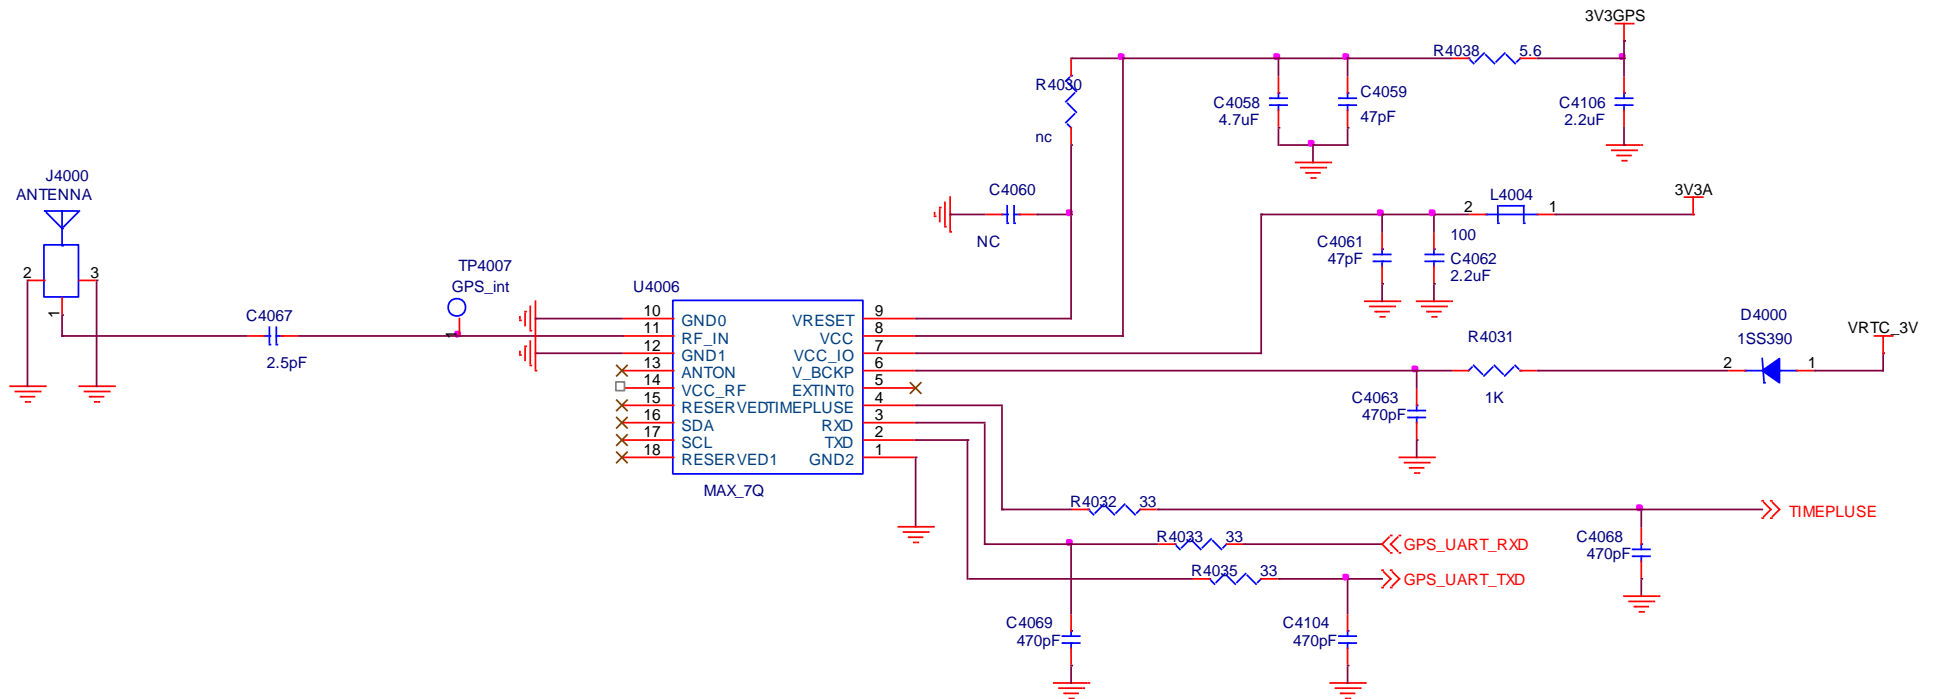 3V3GPS
R4038 5.6
R4030
nc
C4058
4.7uF
C4059
47pF
C4106
2.2uF
J4000
ANTENNA
2 3
1
C4060
NC
3V3A
L4004
2 1
100
C4061
47pF
C4062
2.2uF
TP4007
GPS_int
C4067
2.5pF
U4006
10 GND0 VRESET 9
11 RF_IN VCC 8
12 GND1 VCC_IO 7
13 ANTON V_BCKP 6
14 VCC_RF EXTINT0 5
15 RESERVED TIMEPLUSE 4
16 SDA RXD 3
17 SCL TXD 2
18 RESERVED1 GND2 1
MAX_7Q
D4000
1SS390
VRTC_3V
2 1
R4031
1K
C4063
470pF
R4032 33
TIMEPLUSE
R4033 33
GPS_UART_RXD
R4035 33
GPS_UART_TXD
C4068
470pF
C4069
470pF
C4104
470pF